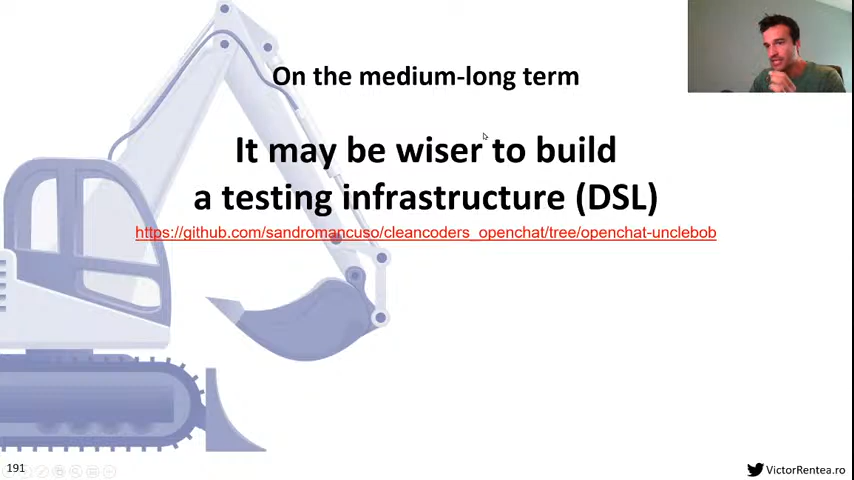 On the medium-long term
It may be wiser to build
a testing infrastructure (DSL)
https://github.com/sandromancuso/cleancoders_openchat/tree/openchat-unclebob
191
VictorRentea.ro